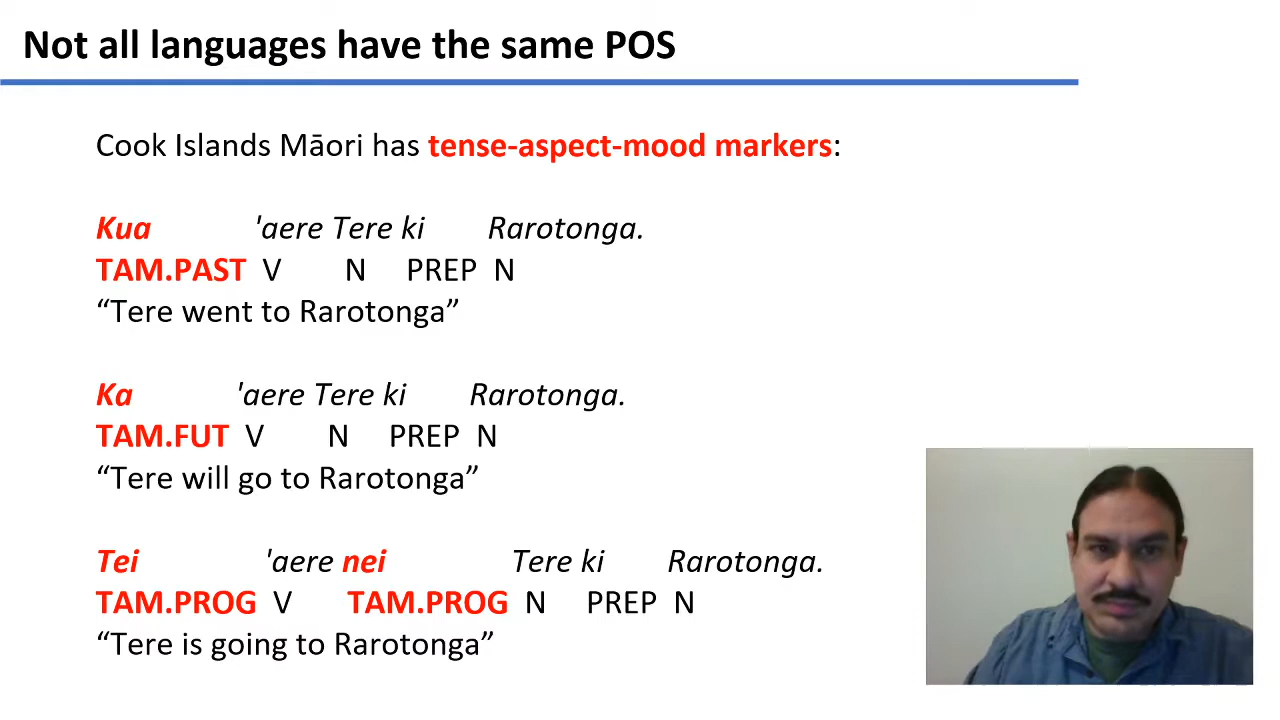 Not all languages have the same POS
Cook Islands Māori has tense-aspect-mood markers:
Kua 'aere Tere ki Rarotonga.
TAM.PAST V N PREP N
“Tere went to Rarotonga”
Ka 'aere Tere ki Rarotonga.
TAM.FUT V N PREP N
“Tere will go to Rarotonga”
Tei 'aere nei Tere ki Rarotonga.
TAM.PROG V TAM.PROG N PREP N
“Tere is going to Rarotonga”